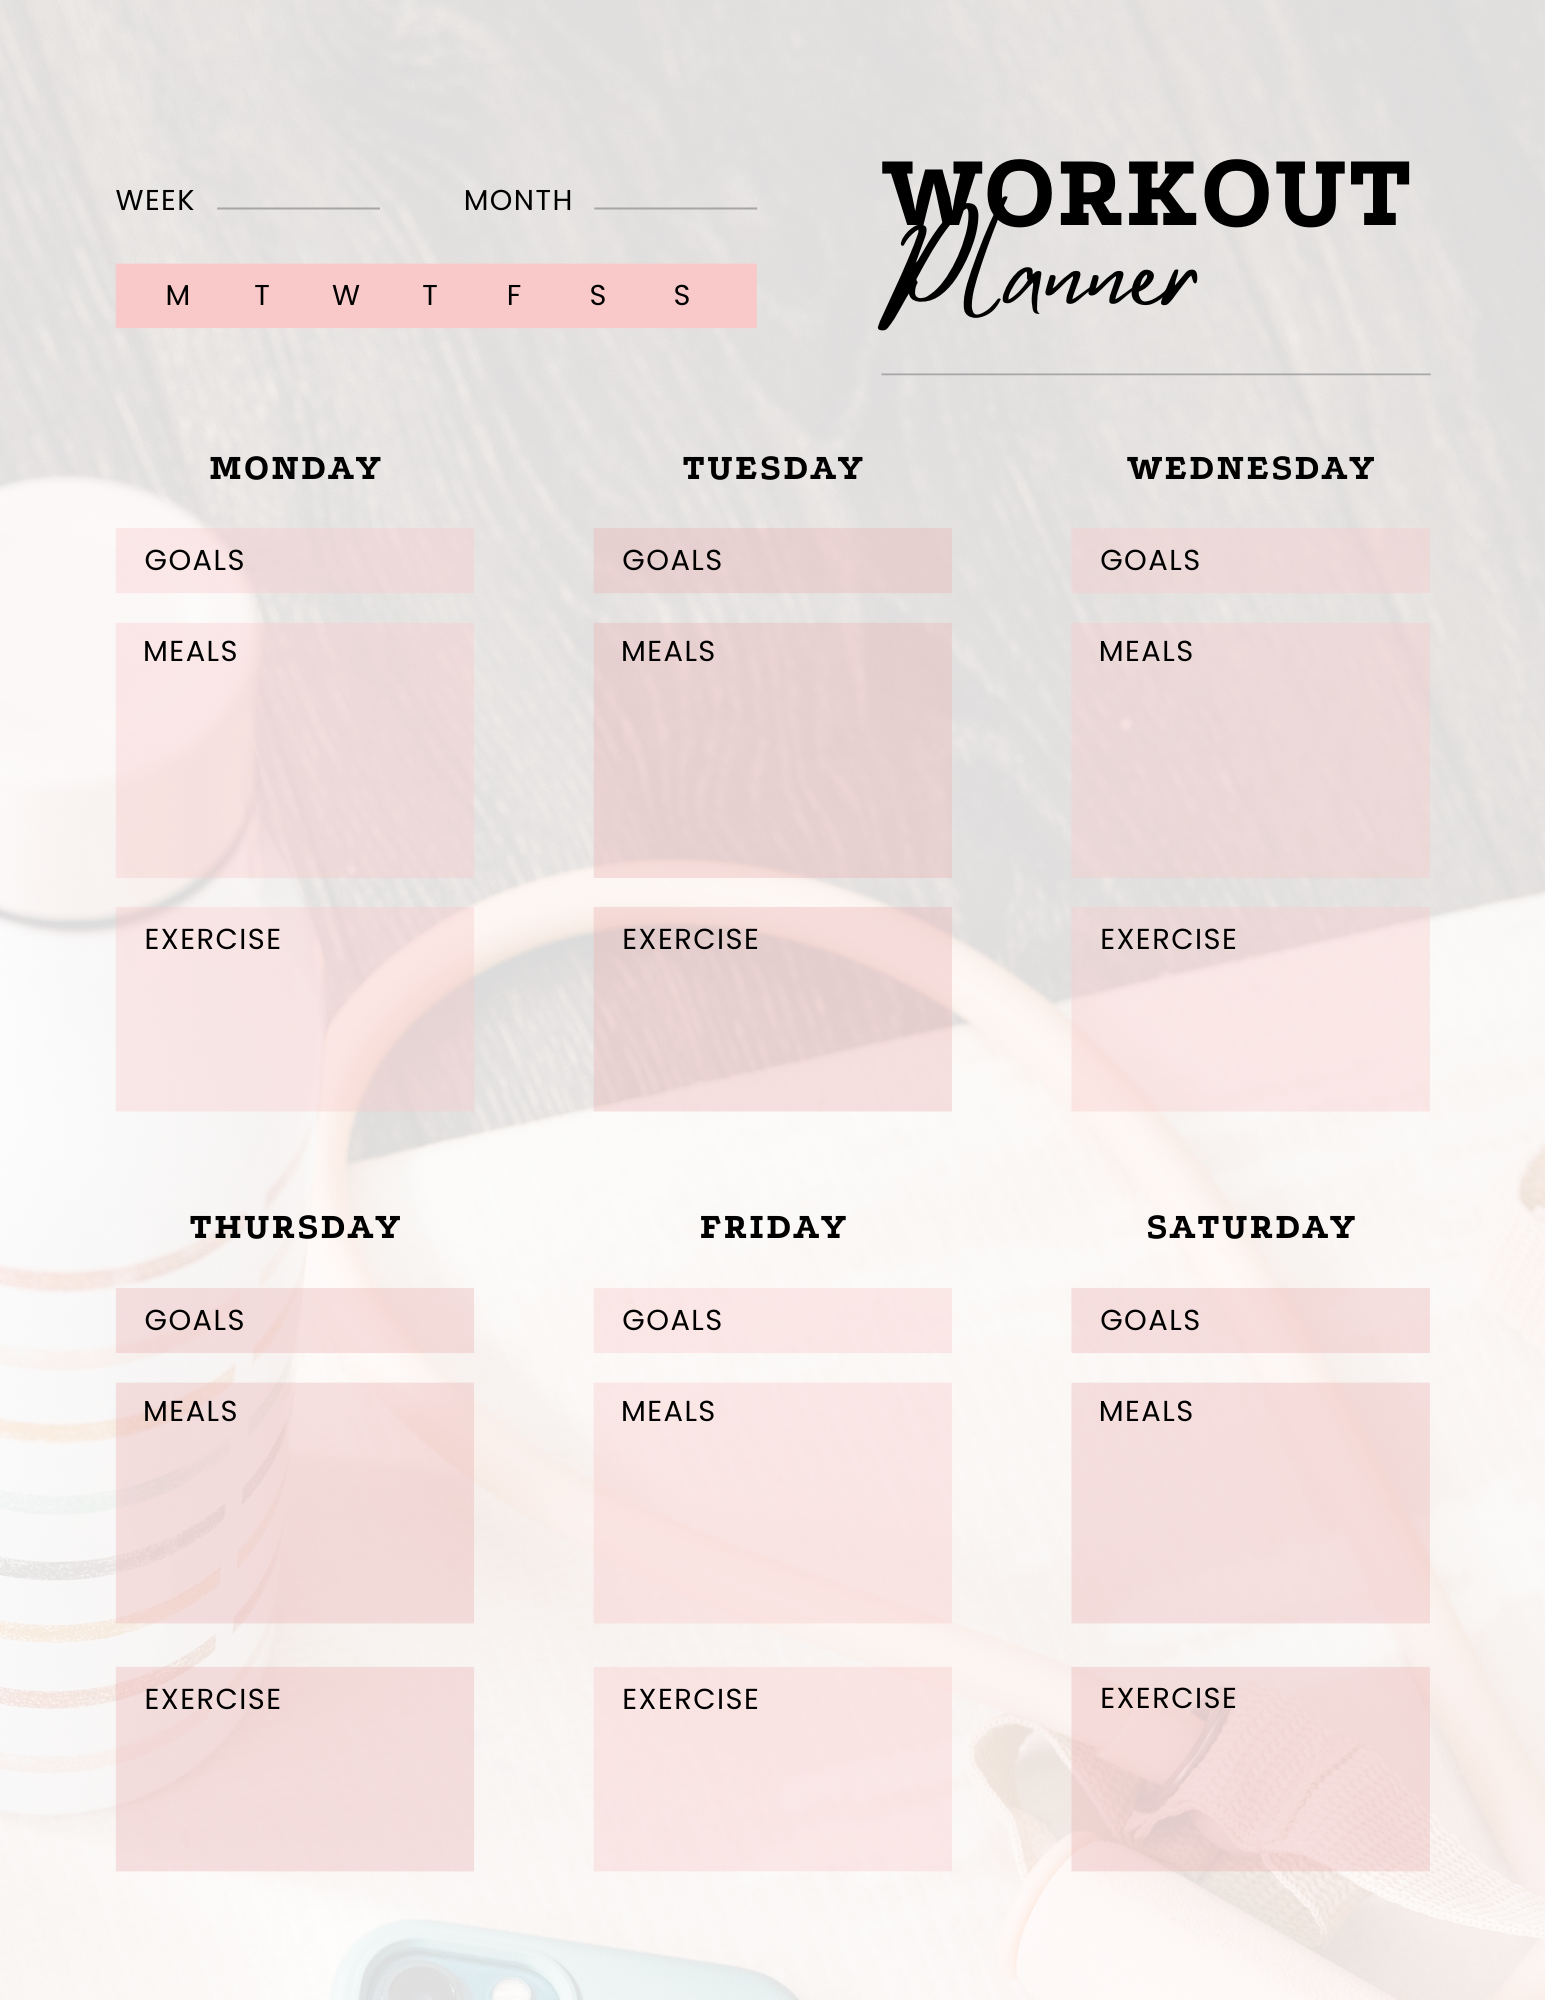 WEEK
MONTH
WORKOUT
Planner
M T W T F S S
MONDAY
GOALS
MEALS
EXERCISE
TUESDAY
GOALS
MEALS
EXERCISE
WEDNESDAY
GOALS
MEALS
EXERCISE
THURSDAY
GOALS
MEALS
EXERCISE
FRIDAY
GOALS
MEALS
EXERCISE
SATURDAY
GOALS
MEALS
EXERCISE